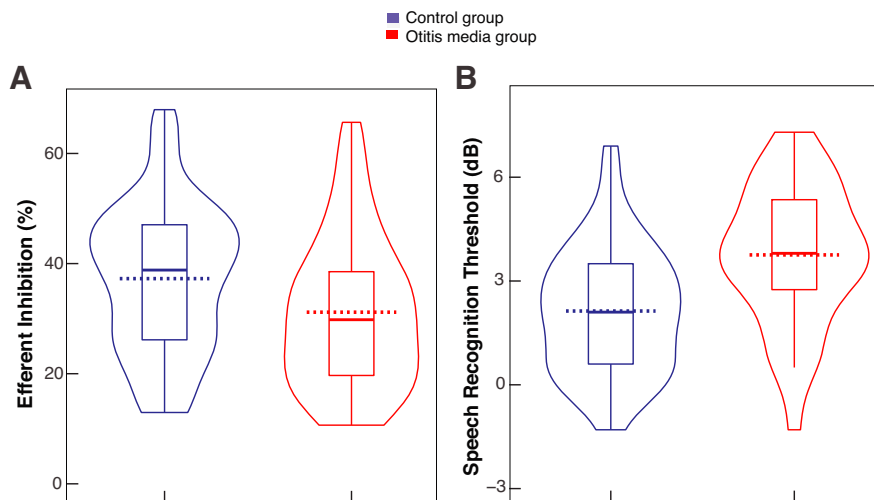 Control group
Otitis media group
A
B
Efferent Inhibition (%)
60
40
20
0
Speech Recognition Threshold (dB)
6
3
0
−3